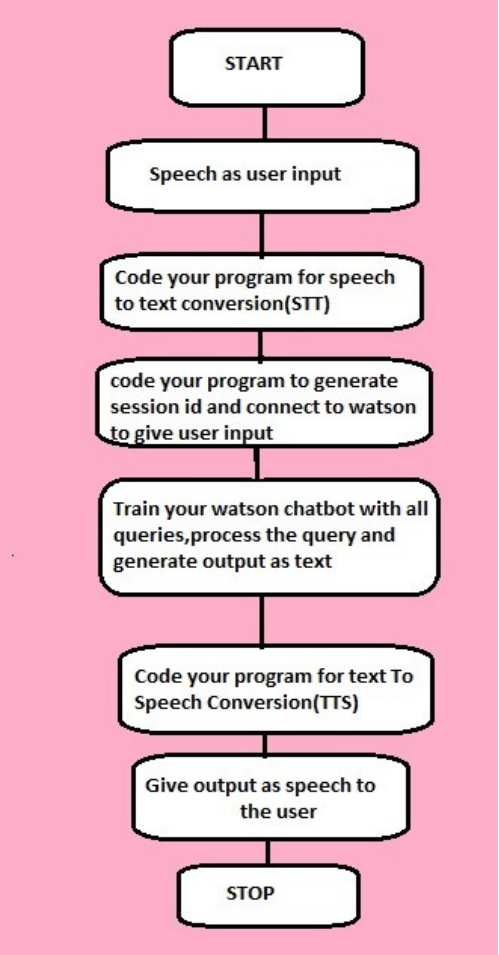 START
Speech as user input
Code your program for speech
to text conversion(STT)
code your program to generate
session id and connect to watson
to give user input
Train your watson chatbot with all
queries,process the query and
generate output as text
Code your program for text To
Speech Conversion(TTS)
Give output as speech to
the user
STOP